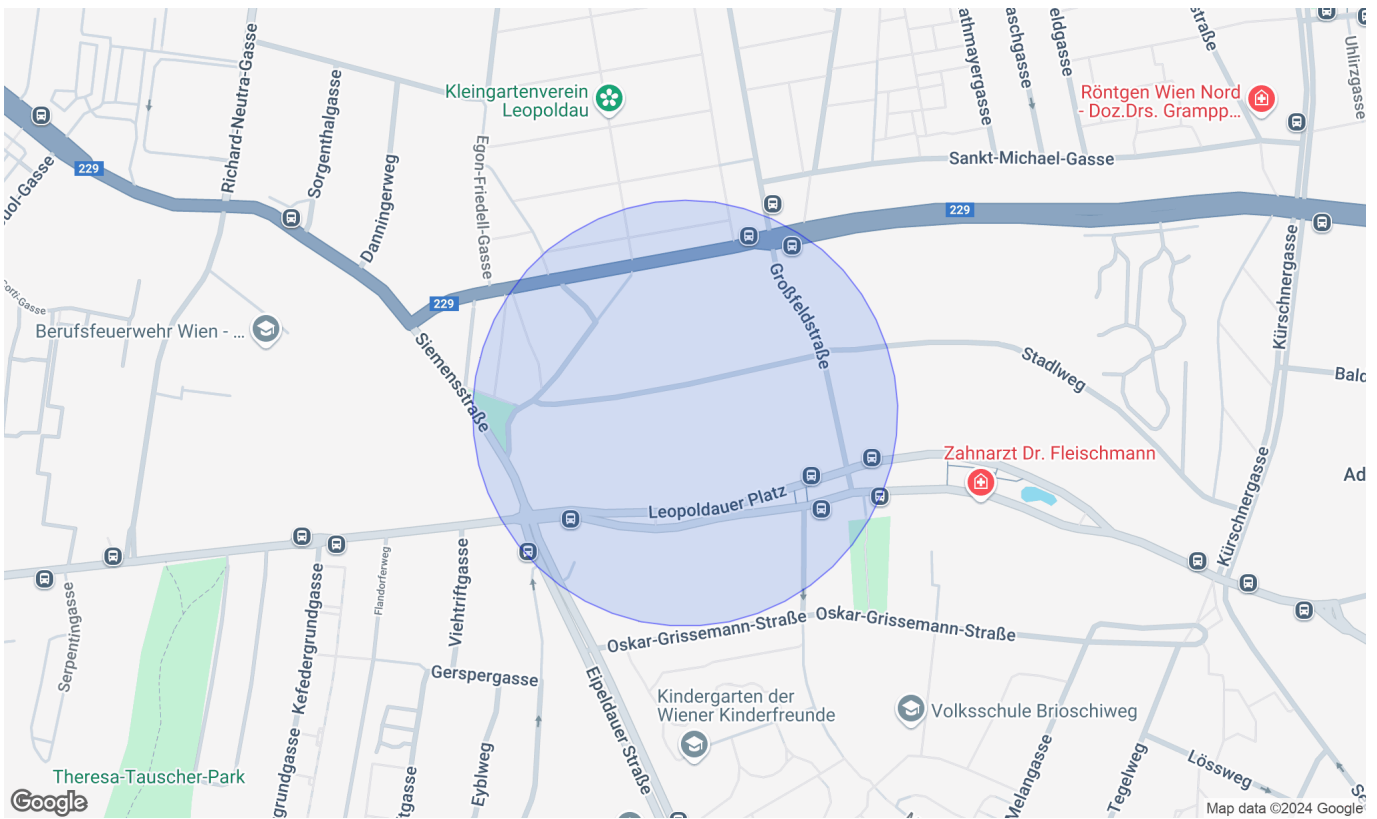 Kleingartenverein
Leopoldau
Röntgen Wien Nord
- Doz.Drs. Grampp...
Richard-Neutra-Gasse
Sorgenthalgasse
Danningerweg
Egon-Friedell-Gasse
Sankt-Michael-Gasse
Uhlirzgasse
229
229
229
Berufsfeuerwehr Wien - ...
Siemensstraße
Großfeldstraße
Stadlweg
Kürschnergasse
Kürschnergasse
Zahnarzt Dr. Fleischmann
Leopoldauer Platz
Serpentingasse
Kefedergrundgasse
Flandorferweg
Viehtriftgasse
Gerspergasse
Oskar-Grissemann-Straße
Oskar-Grissemann-Straße
Eipeldauer Straße
Kindergarten der
Wiener Kinderfreunde
Volksschule Brioschiweg
Theresa-Tauscher-Park
Eyblweg
Melangasse
Tegelweg
Lössweg
Google
Map data ©2024 Google